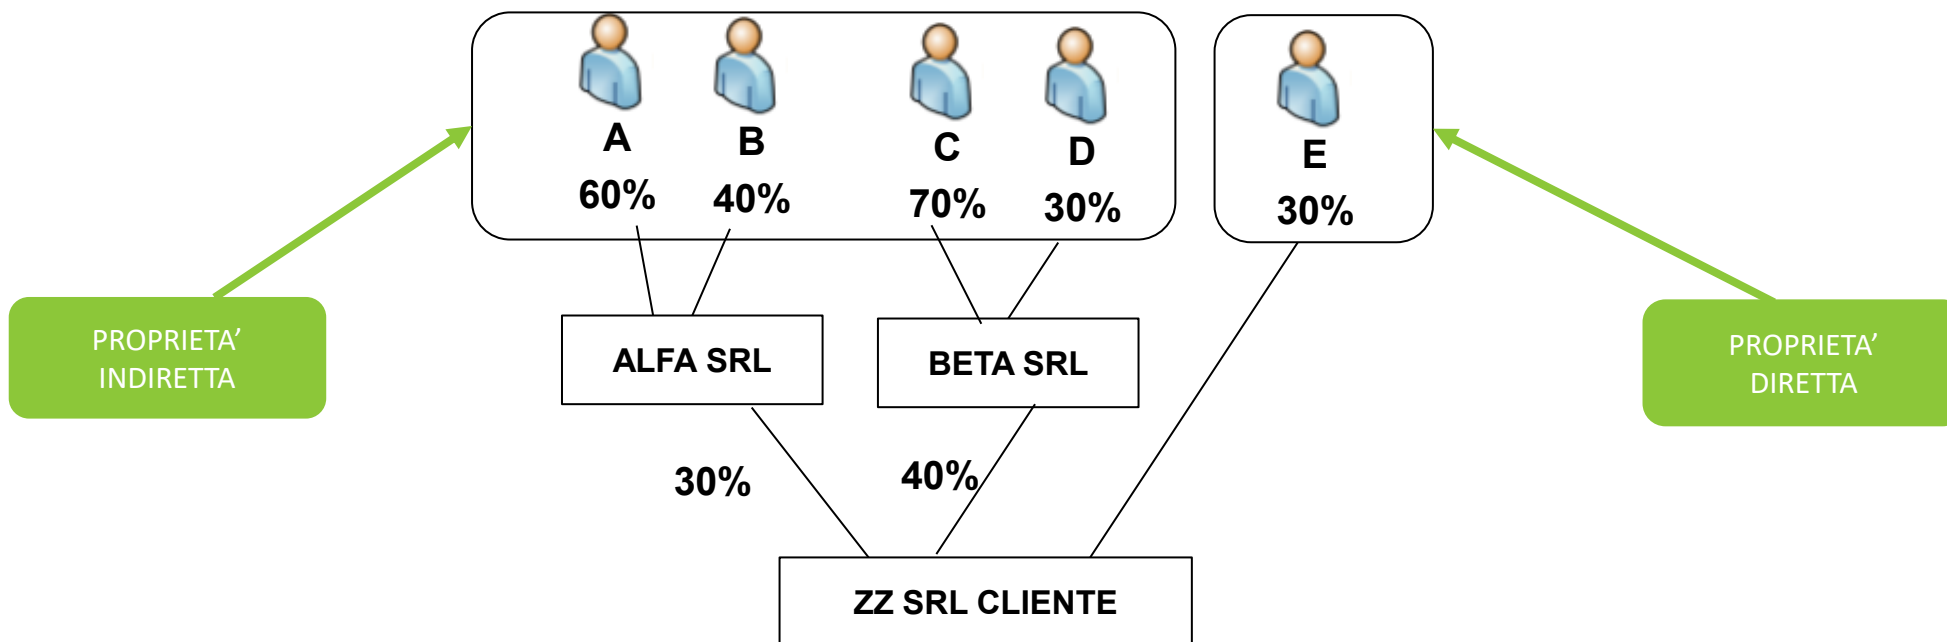 A
B
C
D
E
60%
40%
70%
30%
30%
PROPRIETA’
INDIRETTA
ALFA SRL
BETA SRL
PROPRIETA’
DIRETTA
30%
40%
ZZ SRL CLIENTE